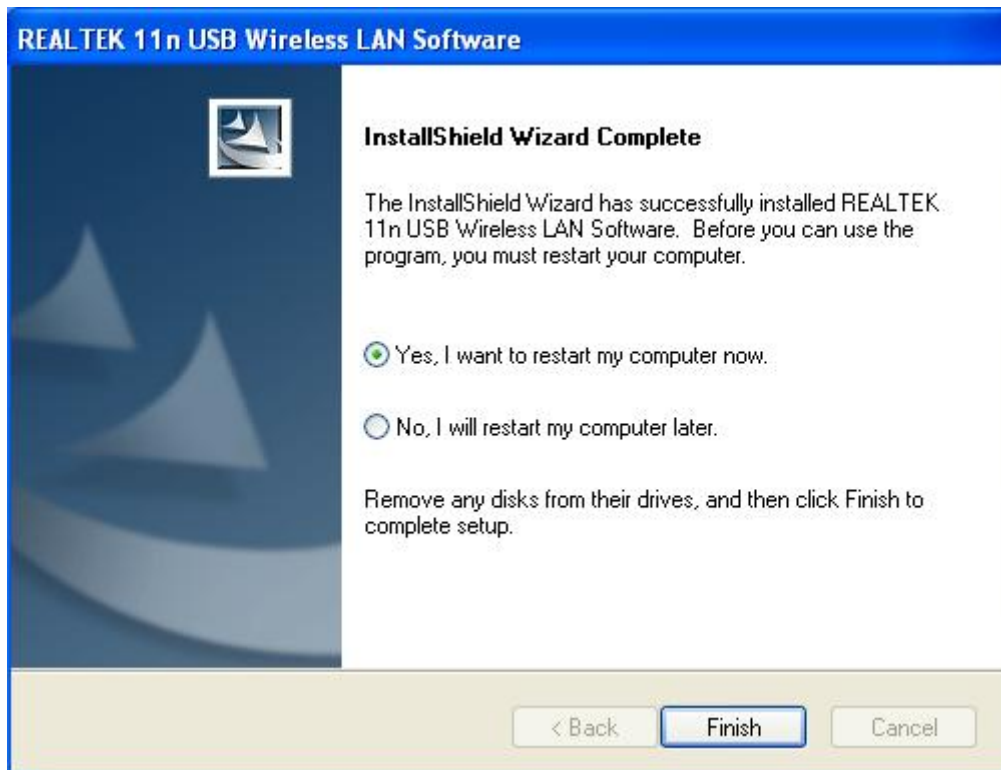 REALTEK 11n USB Wireless LAN Software
InstallShield Wizard Complete
The InstallShield Wizard has successfully installed REALTEK
11n USB Wireless LAN Software.  Before you can use the
program, you must restart your computer.
Yes, I want to restart my computer now.
No, I will restart my computer later.
Remove any disks from their drives, and then click Finish to
complete setup.
< Back Finish Cancel